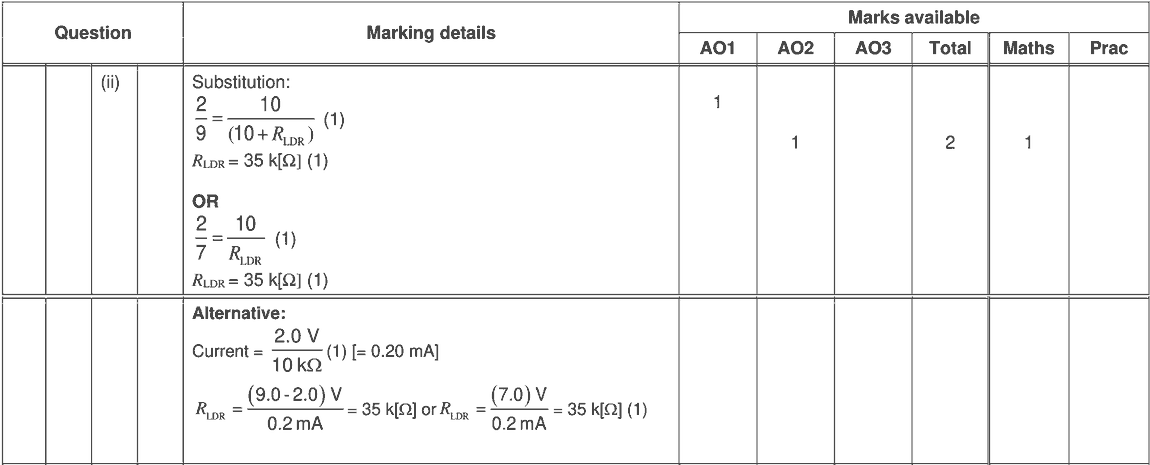 Question Marking details Marks available
AO1 AO2 AO3 Total Maths Prac
(ii) Substitution:
2/9 = 10/(10 + R_LDR) (1) 1
1 2 1
R_LDR = 35 k[Ω] (1)
OR
2/7 = 10/R_LDR (1)
R_LDR = 35 k[Ω] (1)
Alternative:
Current = 2.0 V/10 kΩ (1) [= 0.20 mA]
R_LDR = (9.0 - 2.0) V/0.2 mA = 35 k[Ω] or R_LDR = (7.0) V/0.2 mA = 35 k[Ω] (1)